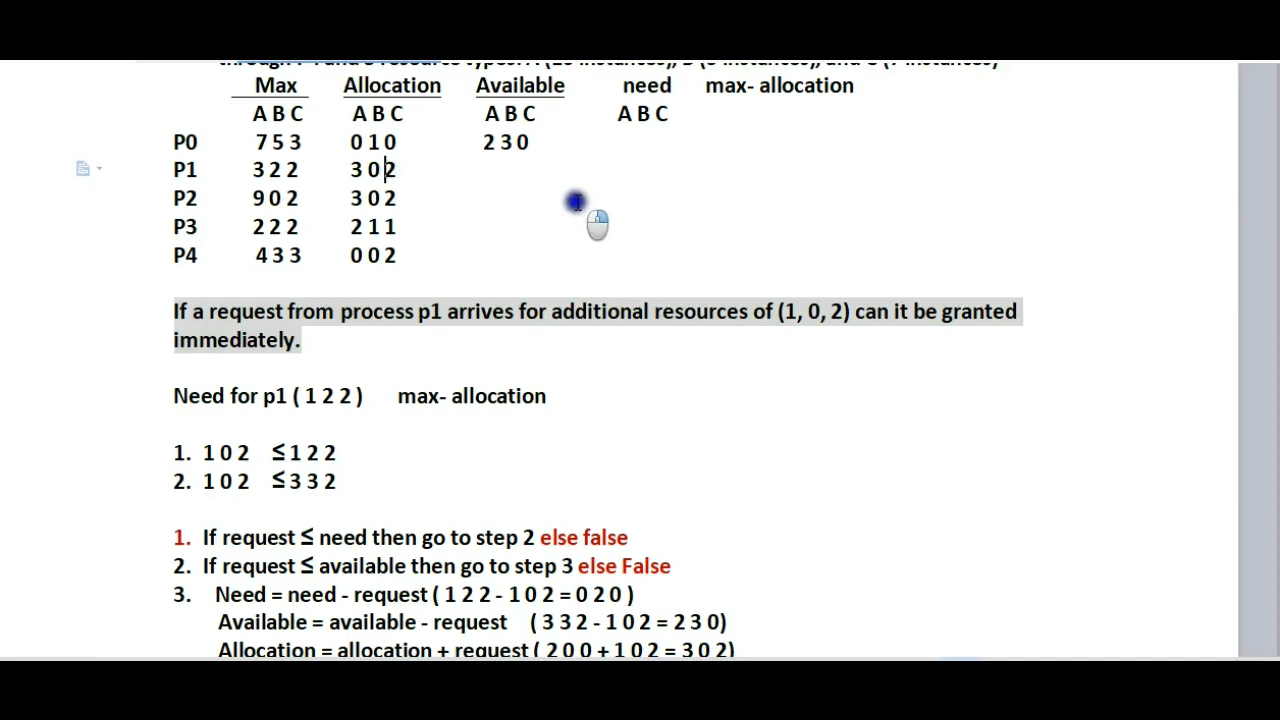 Max Allocation Available need max- allocation
A B C A B C A B C A B C
P0 7 5 3 0 1 0 2 3 0
P1 3 2 2 3 0 2
P2 9 0 2 3 0 2
P3 2 2 2 2 1 1
P4 4 3 3 0 0 2
If a request from process p1 arrives for additional resources of (1, 0, 2) can it be granted
immediately.
Need for p1 ( 1 2 2 ) max- allocation
1. 1 0 2 ≤ 1 2 2
2. 1 0 2 ≤ 3 3 2
1. If request ≤ need then go to step 2 else false
2. If request ≤ available then go to step 3 else False
3. Need = need - request ( 1 2 2 - 1 0 2 = 0 2 0 )
Available = available - request ( 3 3 2 - 1 0 2 = 2 3 0)
Allocation = allocation + request ( 2 0 0 + 1 0 2 = 3 0 2)